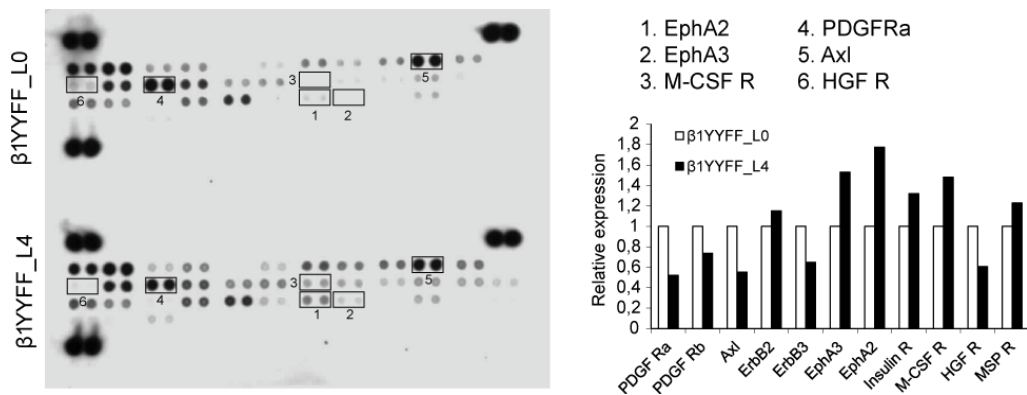 β1YYFF_L0
3
5
6
4
1
2
β1YYFF_L4
3
5
6
4
1
2
1. EphA2
2. EphA3
3. M-CSF R
4. PDGFRa
5. Axl
6. HGF R
Relative expression
2
1,8
1,6
1,4
1,2
1
0,8
0,6
0,4
0,2
0
β1YYFF_L0
β1YYFF_L4
PDGF Ra
PDGF Rb
Axl
ErbB2
ErbB3
EphA3
EphA2
Insulin R
M-CSF R
HGF R
MSP R